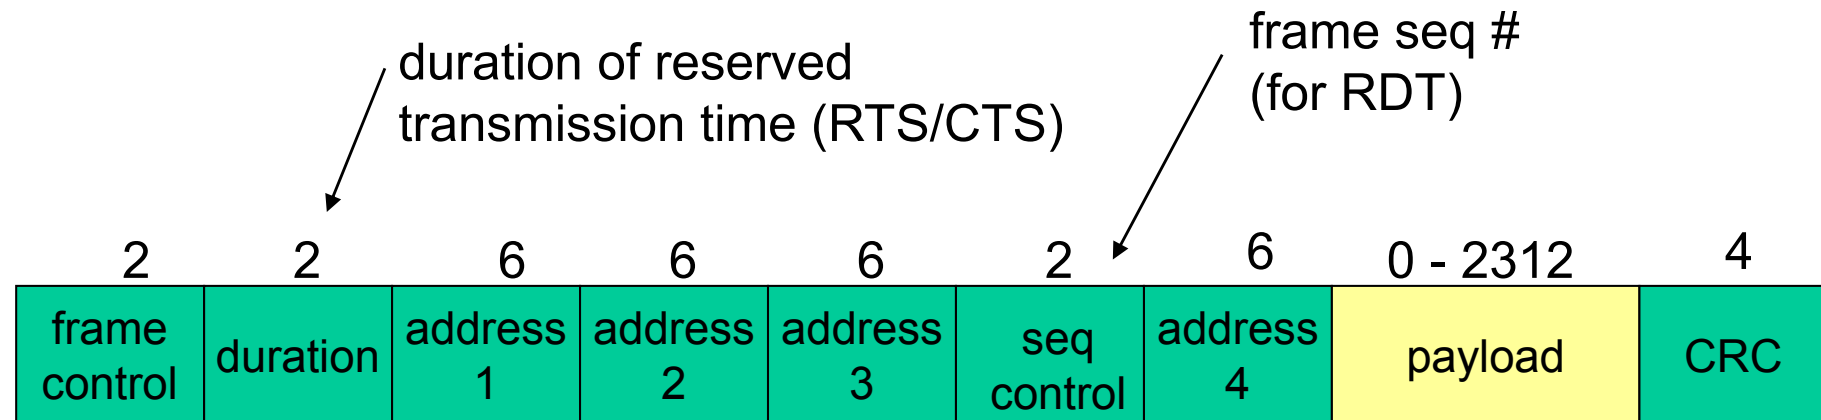 duration of reserved
transmission time (RTS/CTS)
frame seq #
(for RDT)
2 2 6 6 6 2 6 0 - 2312 4
frame
control
duration
address
1
address
2
address
3
seq
control
address
4
payload
CRC